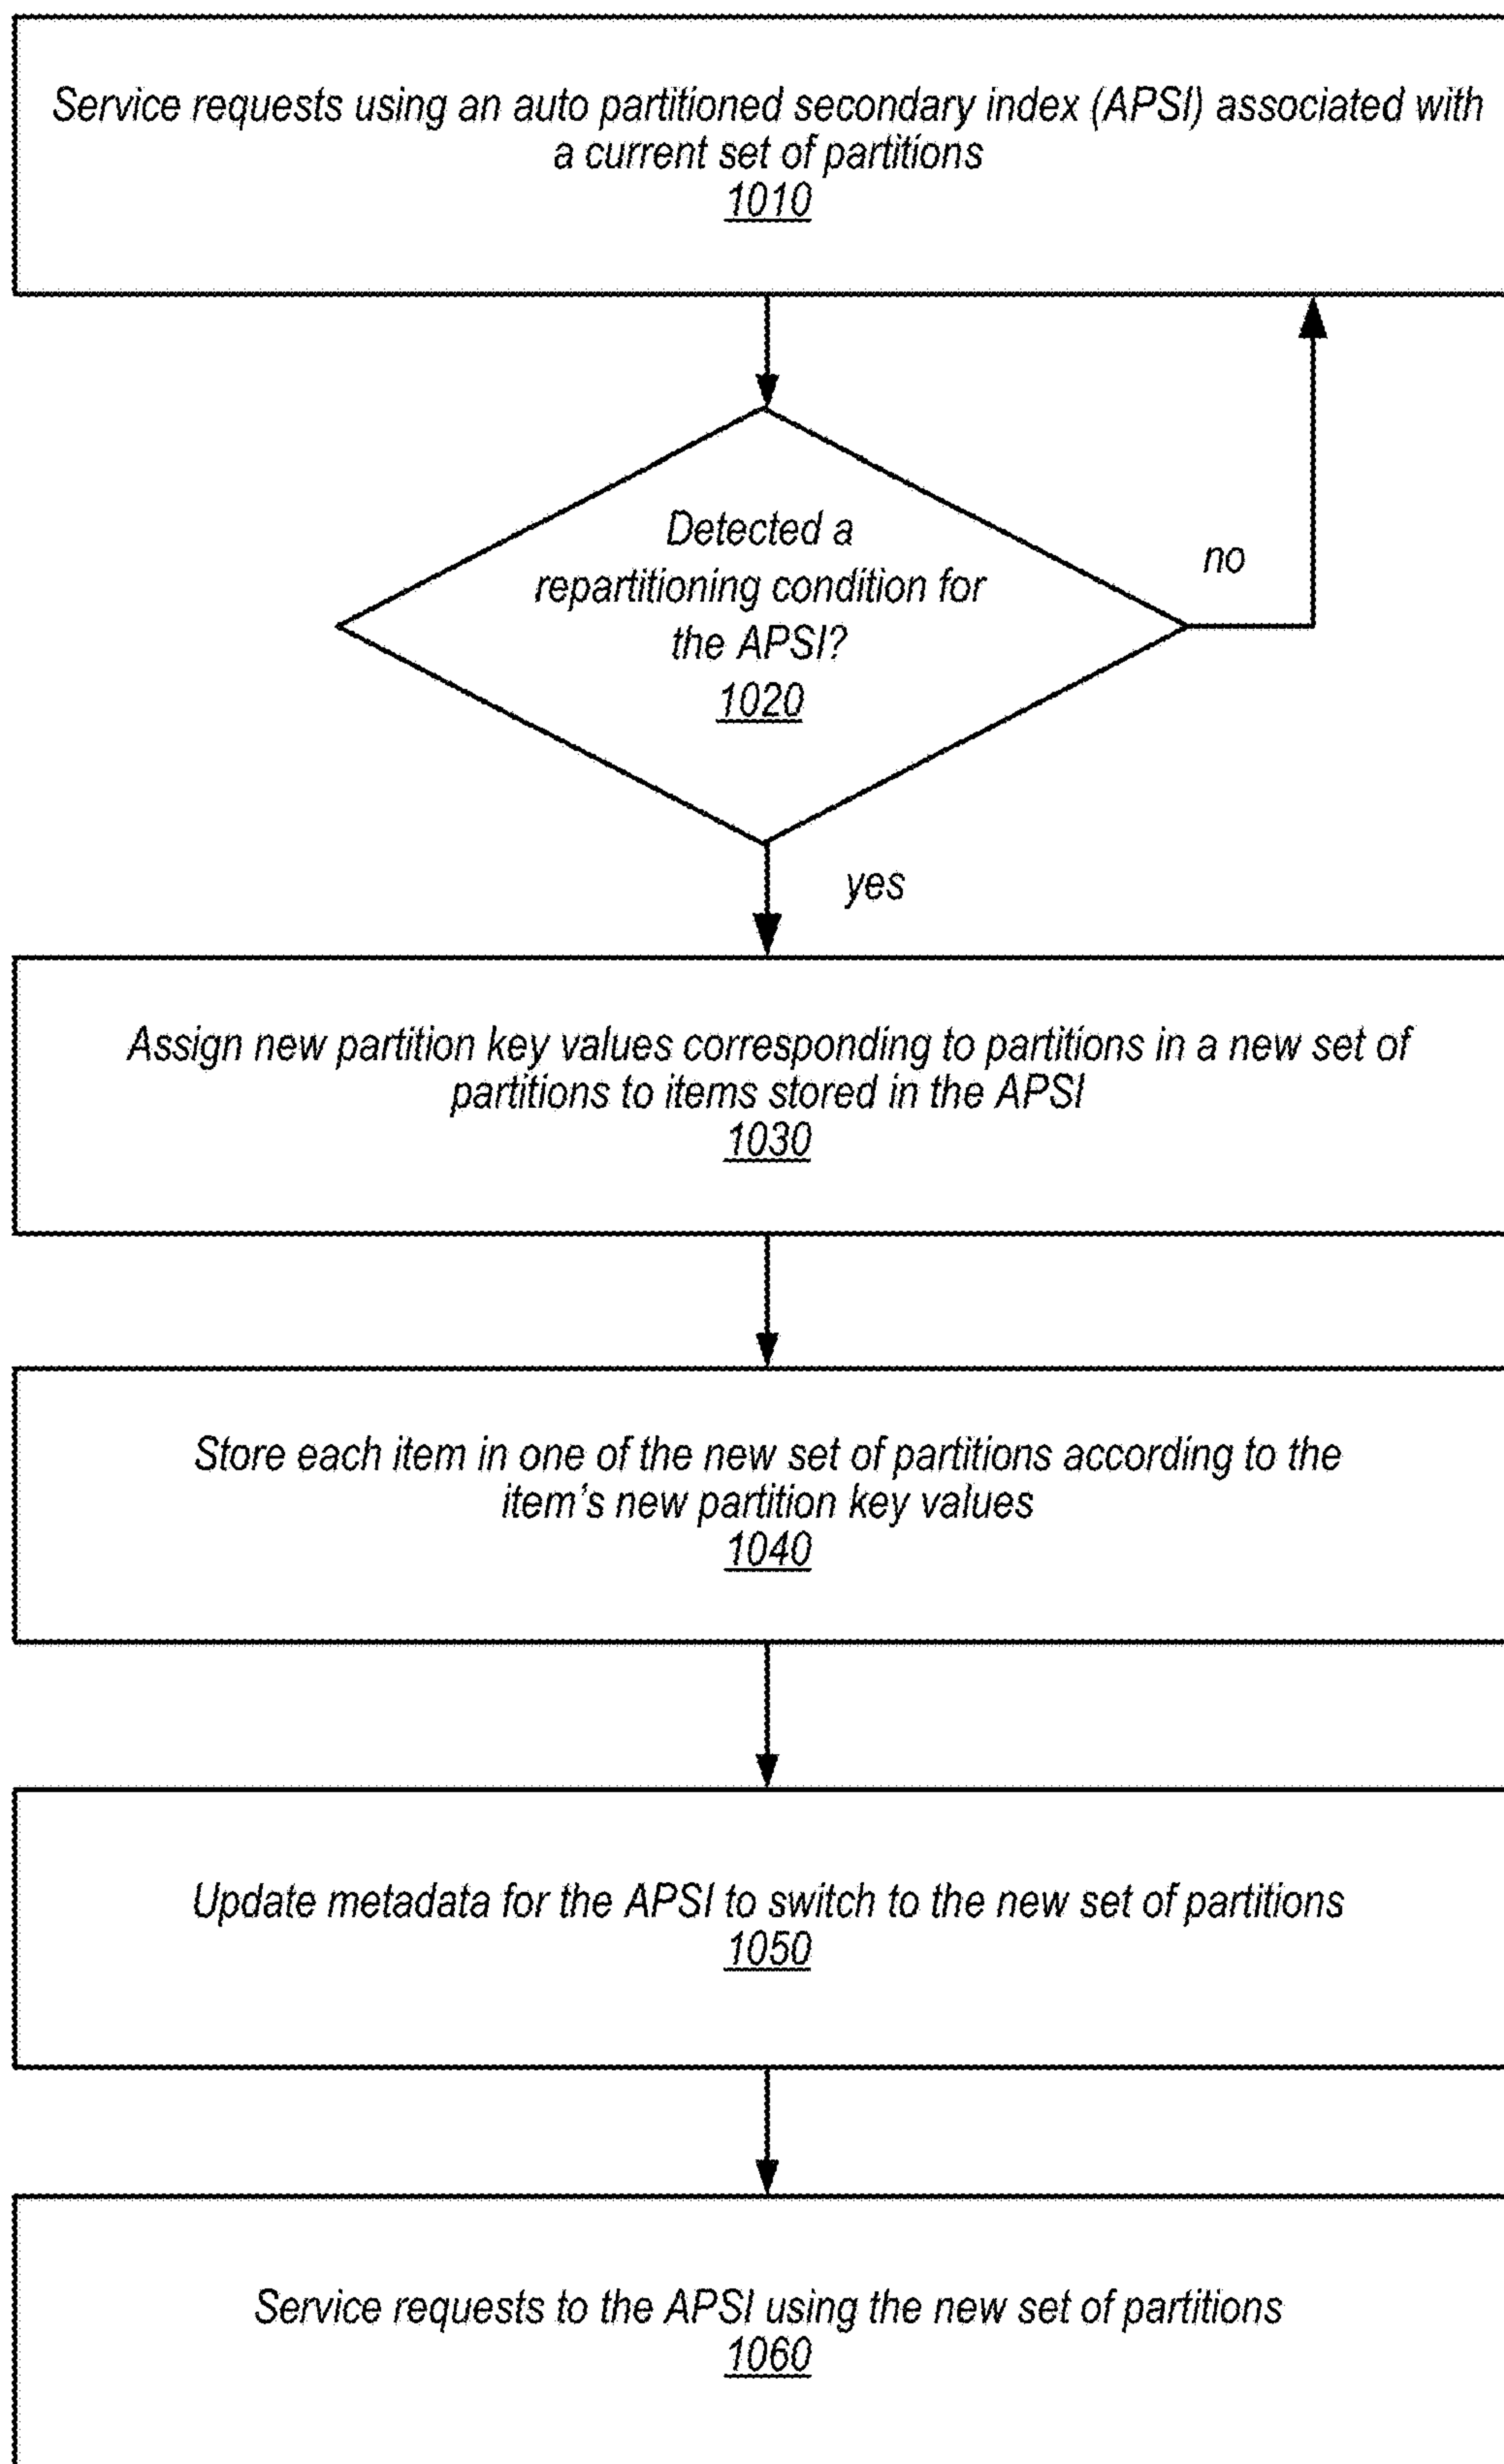 Service requests using an auto partitioned secondary index (APSI) associated with
a current set of partitions
1010
Detected a
repartitioning condition for
the APSI?
1020
no
yes
Assign new partition key values corresponding to partitions in a new set of
partitions to items stored in the APSI
1030
Store each item in one of the new set of partitions according to the
item's new partition key values
1040
Update metadata for the APSI to switch to the new set of partitions
1050
Service requests to the APSI using the new set of partitions
1060